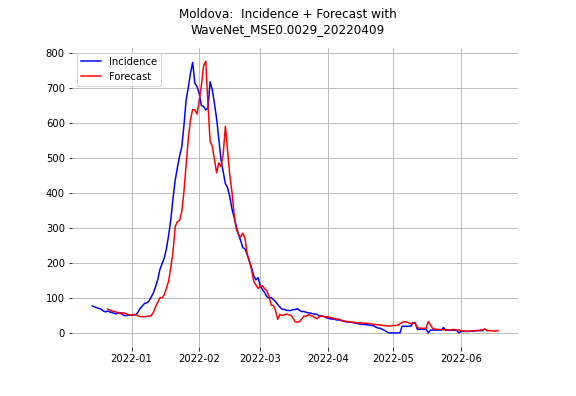 Moldova:  Incidence + Forecast with
WaveNet_MSE0.0029_20220409
Incidence
Forecast
800
700
600
500
400
300
200
100
0
2022-01 2022-02 2022-03 2022-04 2022-05 2022-06